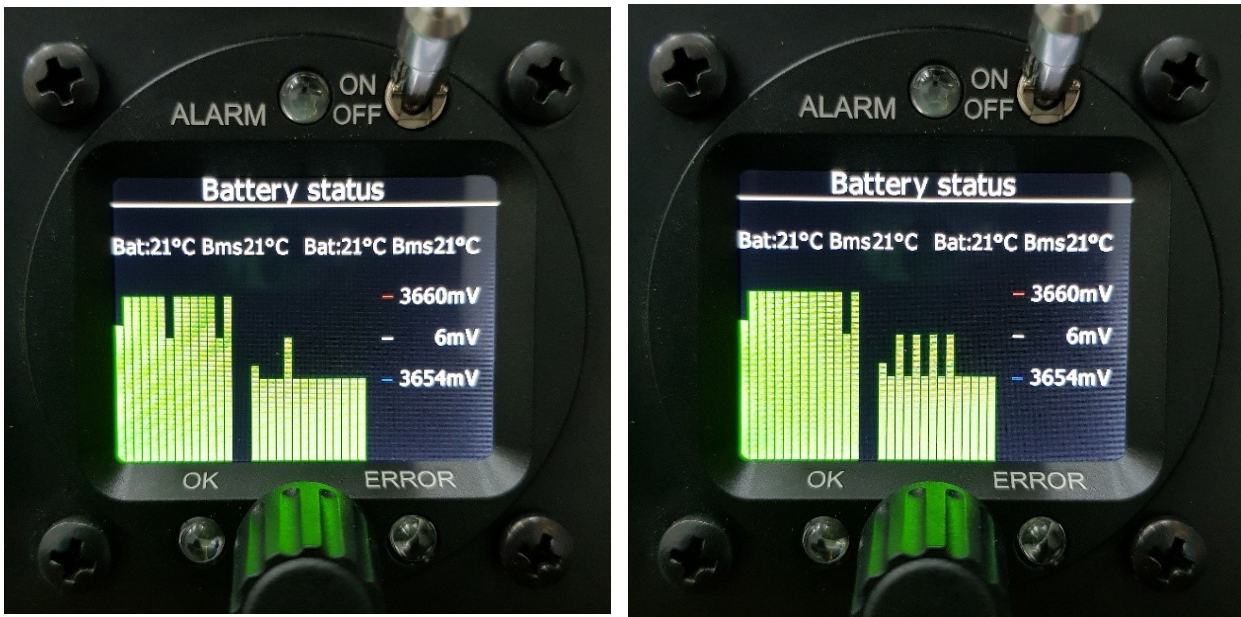 ON
ALARM OFF
Battery status
Bat:21°C Bms21°C Bat:21°C Bms21°C
3660mV
6mV
3654mV
OK ERROR
ON
ALARM OFF
Battery status
Bat:21°C Bms21°C Bat:21°C Bms21°C
3660mV
6mV
3654mV
OK ERROR